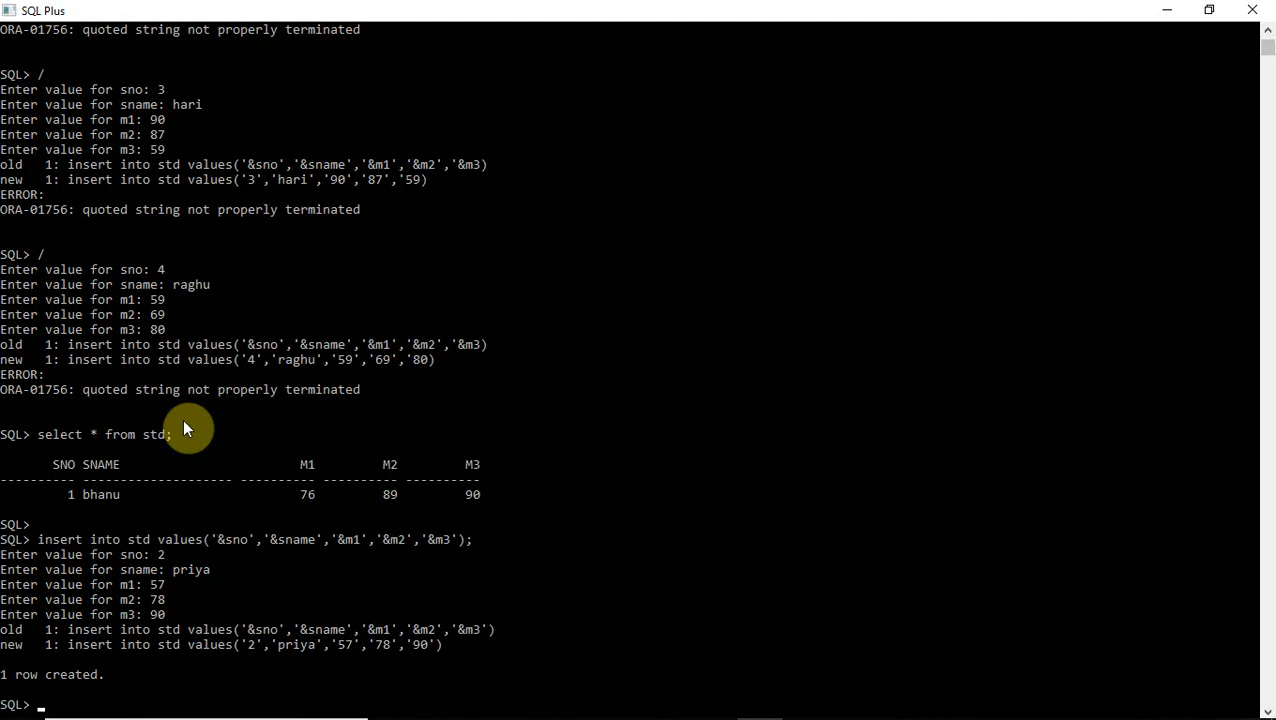 SQL Plus
ORA-01756: quoted string not properly terminated
SQL> /
Enter value for sno: 3
Enter value for sname: hari
Enter value for m1: 90
Enter value for m2: 87
Enter value for m3: 59
old   1: insert into std values('&sno','&sname','&m1','&m2','&m3)
new   1: insert into std values('3','hari','90','87','59)
ERROR:
ORA-01756: quoted string not properly terminated
SQL> /
Enter value for sno: 4
Enter value for sname: raghu
Enter value for m1: 59
Enter value for m2: 69
Enter value for m3: 80
old   1: insert into std values('&sno','&sname','&m1','&m2','&m3)
new   1: insert into std values('4','raghu','59','69','80)
ERROR:
ORA-01756: quoted string not properly terminated
SQL> select * from std;
SNO SNAME                        M1         M2         M3
---------- -------------------- ---------- ---------- ----------
1 bhanu                        76         89         90
SQL>
SQL> insert into std values('&sno','&sname','&m1','&m2','&m3');
Enter value for sno: 2
Enter value for sname: priya
Enter value for m1: 57
Enter value for m2: 78
Enter value for m3: 90
old   1: insert into std values('&sno','&sname','&m1','&m2','&m3')
new   1: insert into std values('2','priya','57','78','90')
1 row created.
SQL>